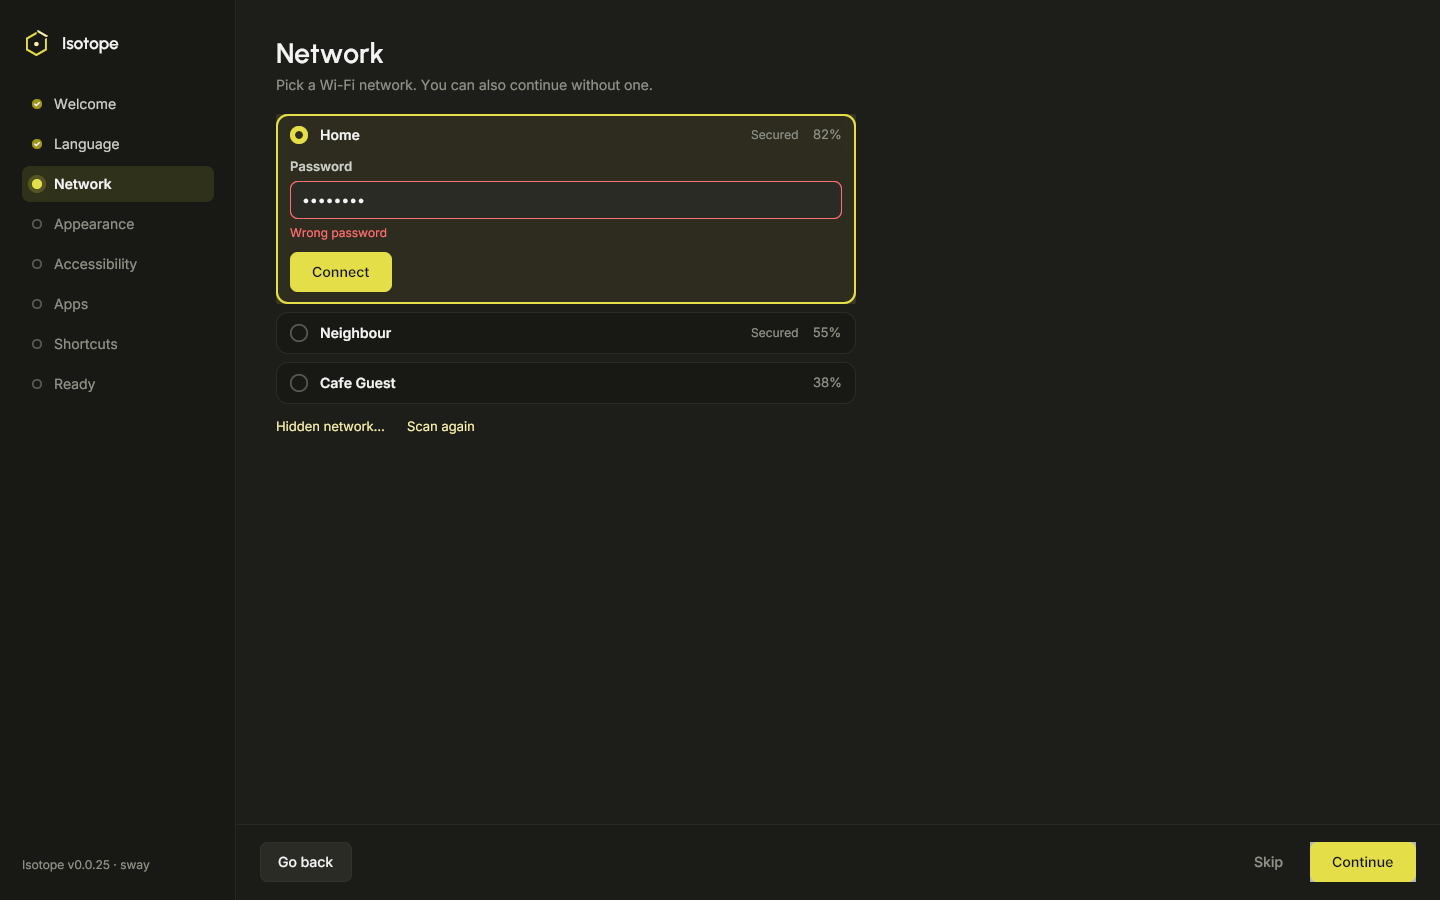 Isotope
Welcome
Language
Network
Appearance
Accessibility
Apps
Shortcuts
Ready
Isotope v0.0.25 · sway
Network
Pick a Wi-Fi network. You can also continue without one.
Home Secured 82%
Password
••••••••
Wrong password
Connect
Neighbour Secured 55%
Cafe Guest 38%
Hidden network... Scan again
Go back Skip Continue